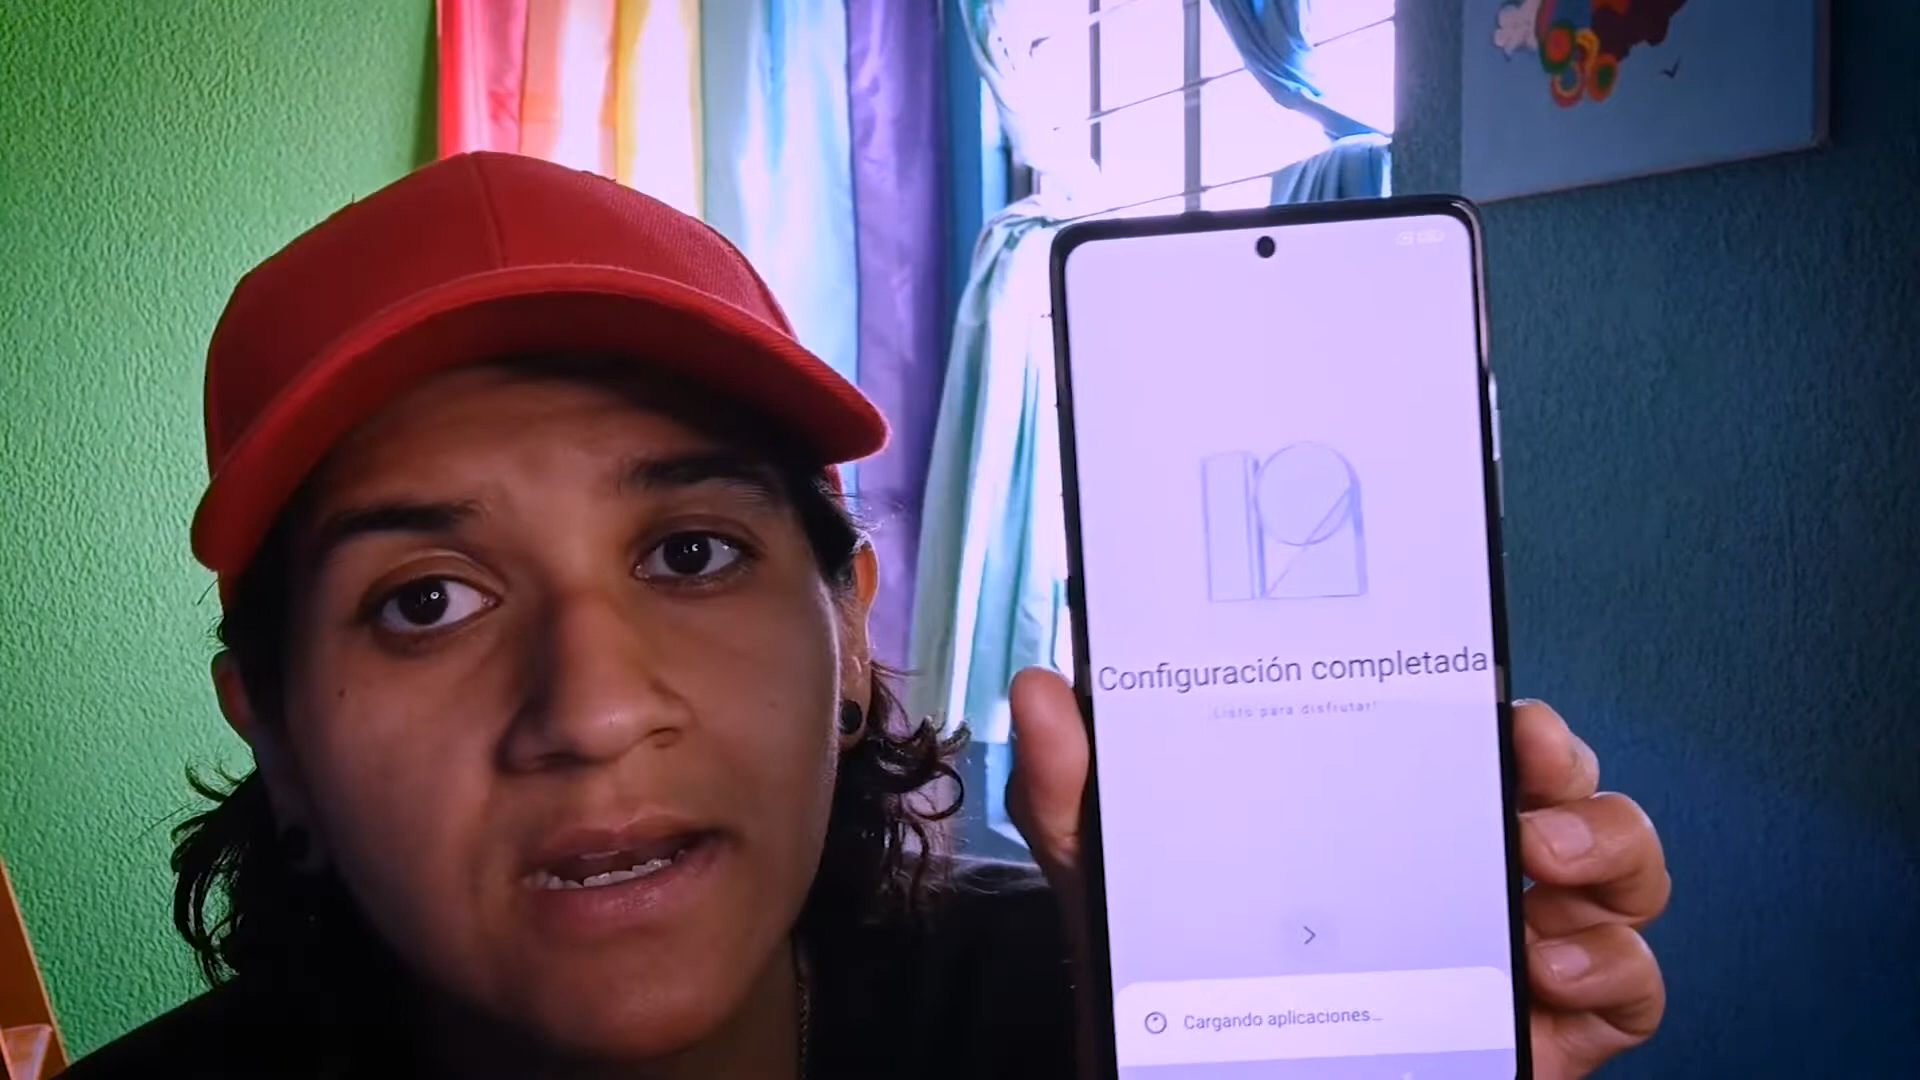 Configuración completada
¡Listo para disfrutar!
Cargando aplicaciones...